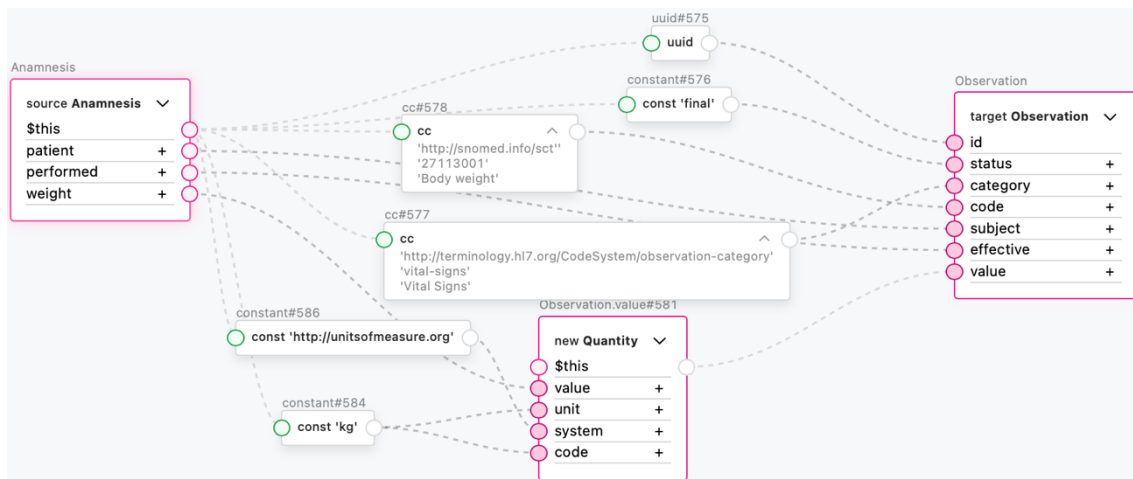 uuid#575
uuid
Anamnesis
source Anamnesis
$this
patient +
performed +
weight +
constant#576
const 'final'
cc#578
cc
'http://snomed.info/sct''
'27113001'
'Body weight'
cc#577
cc
'http://terminology.hl7.org/CodeSystem/observation-category'
'vital-signs'
'Vital Signs'
Observation
target Observation
id
status +
category +
code +
subject +
effective +
value +
constant#586
const 'http://unitsofmeasure.org'
constant#584
const 'kg'
Observation.value#581
new Quantity
$this
value +
unit +
system +
code +